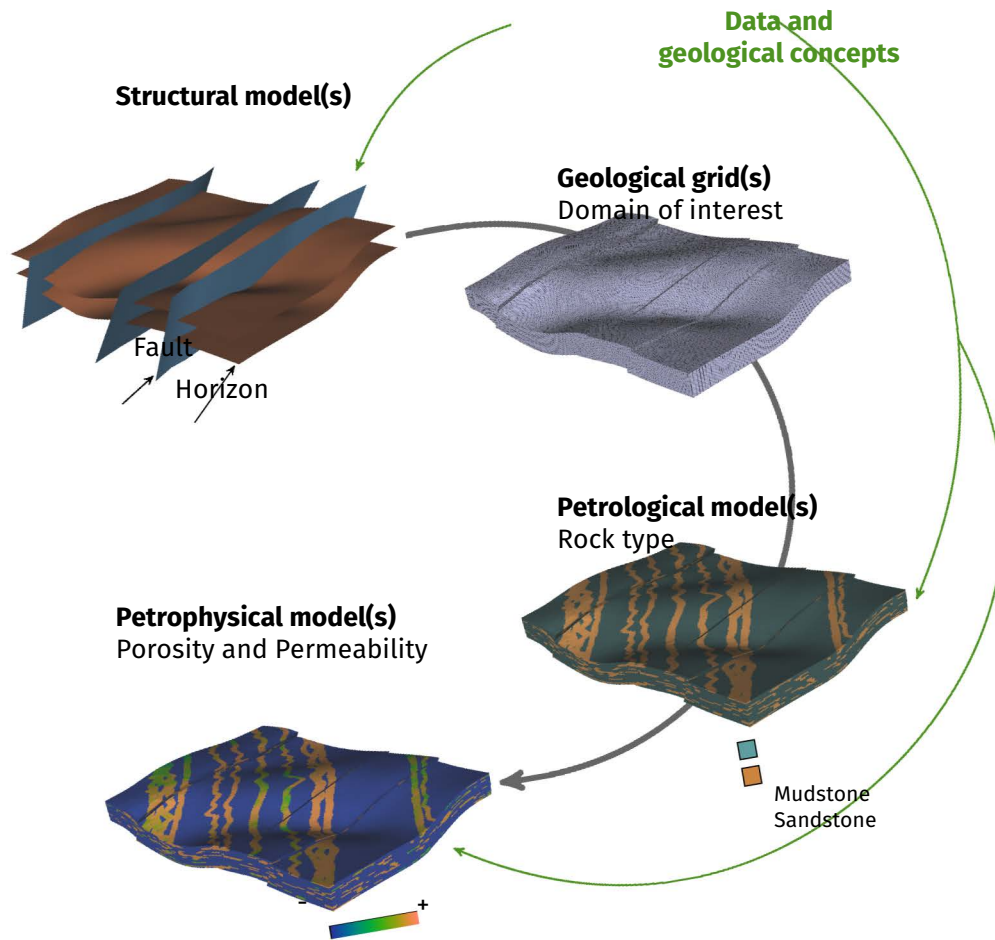 Data and
geological concepts
Structural model(s)
Geological grid(s)
Domain of interest
Fault
Horizon
Petrological model(s)
Rock type
Petrophysical model(s)
Porosity and Permeability
Mudstone
Sandstone
- +